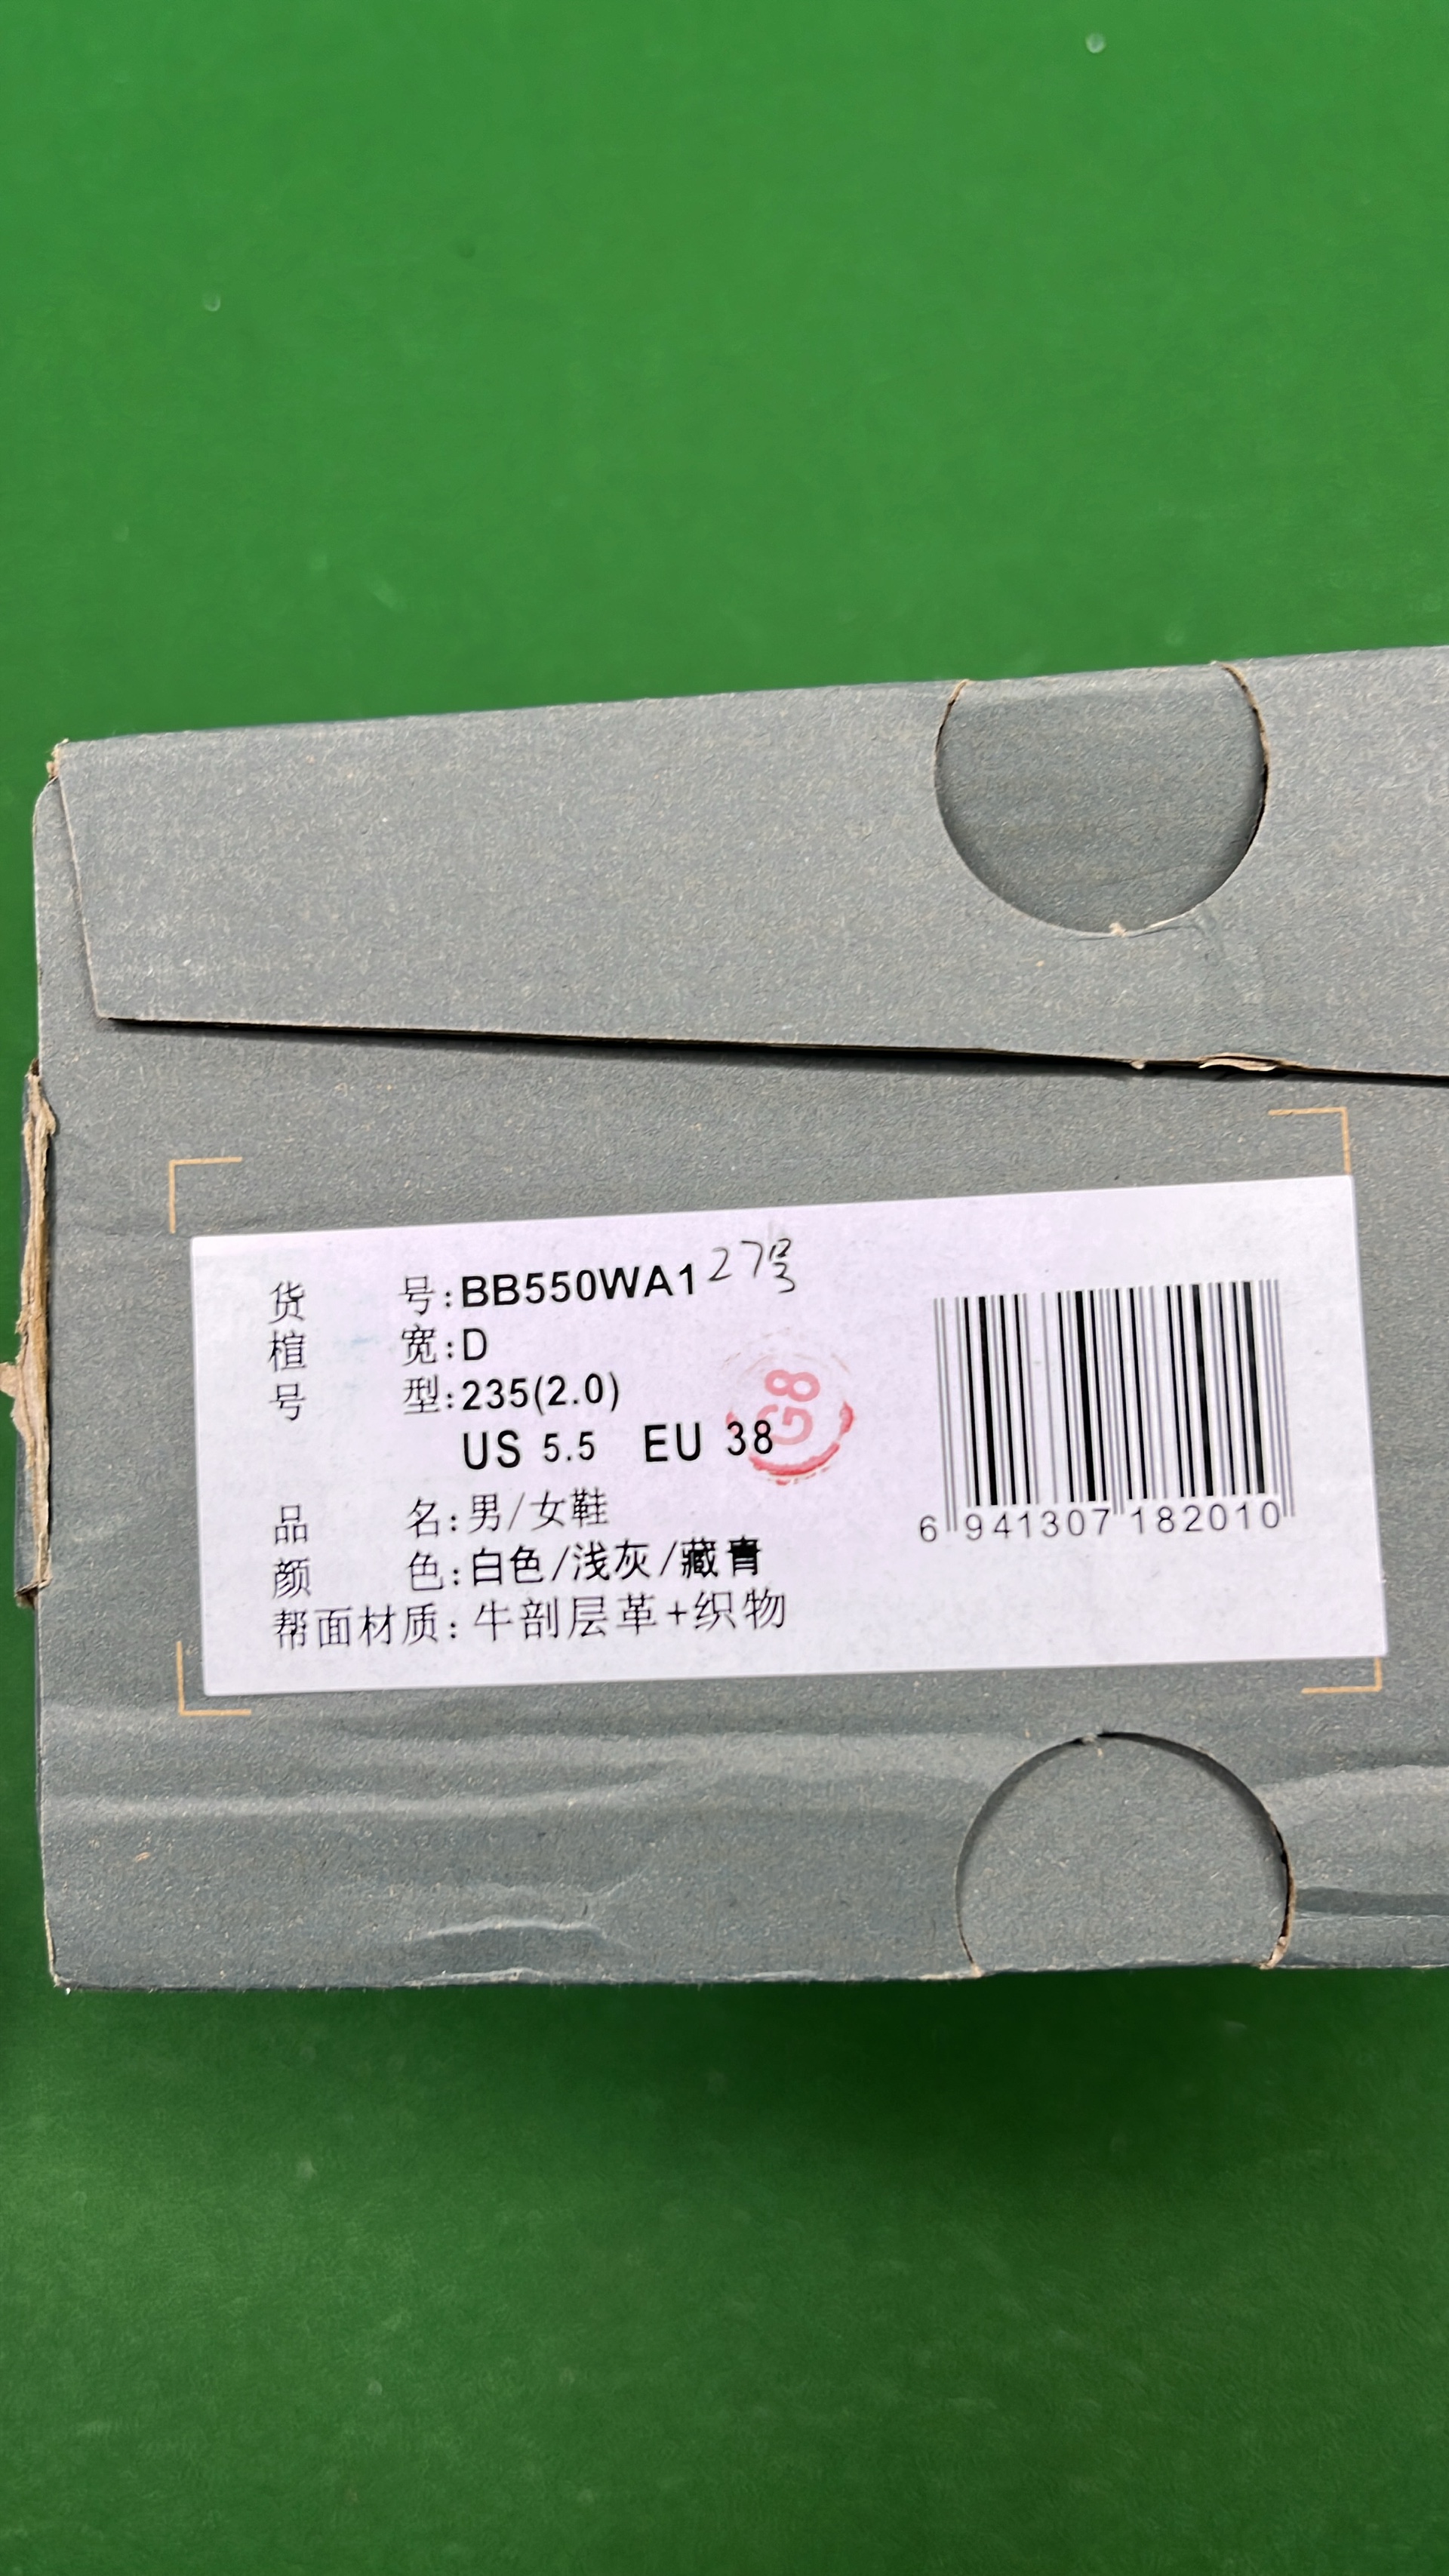 货 号:BB550WA1 27号
楦 宽:D
号 型:235(2.0)
US 5.5 EU 38
G8
品 名:男/女鞋
颜 色:白色/浅灰/藏青
帮面材质:牛剖层革+织物
6 941307 182010